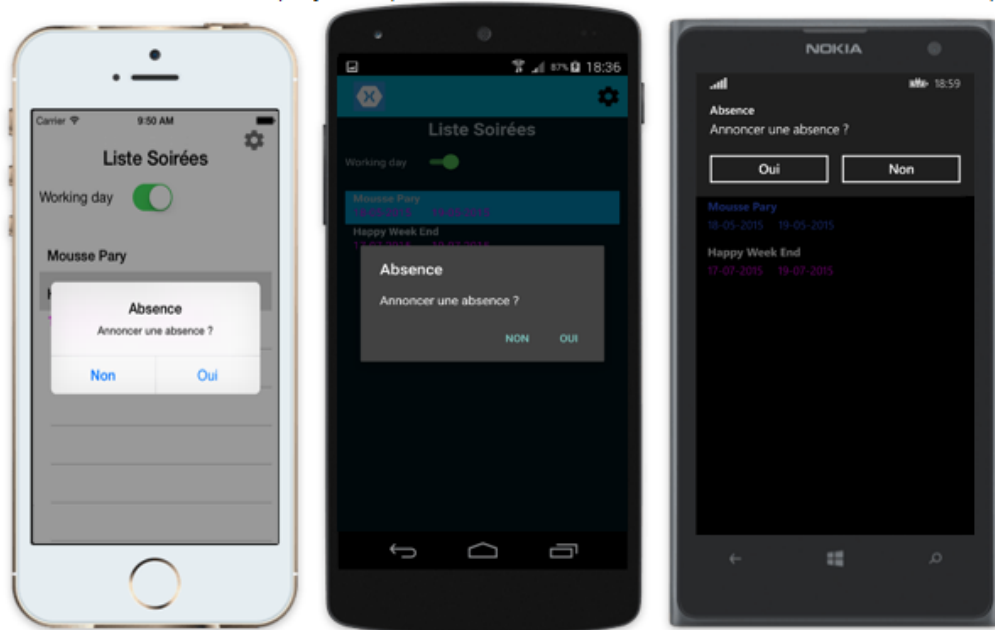 Carrier 9:50 AM
Liste Soirées
Working day
Mousse Pary
Absence
Annoncer une absence ?
Non Oui
87% 18:36
Liste Soirées
Working day
Mousse Pary
Happy Week End
Absence
Annoncer une absence ?
NON OUI
NOKIA
18:59
Absence
Annoncer une absence ?
Oui Non
Mousse Pary
18-05-2015 19-05-2015
Happy Week End
17-07-2015 19-07-2015